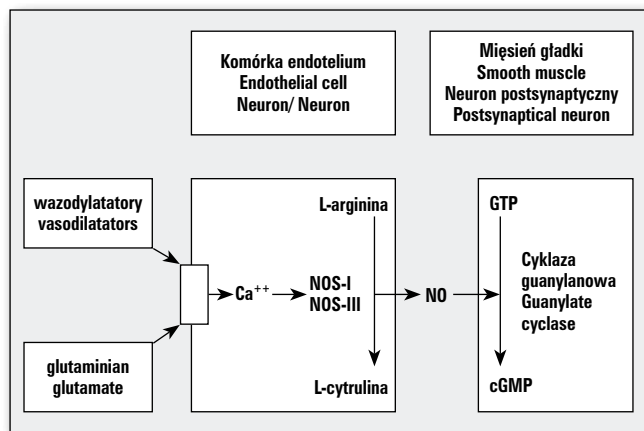 Komórka endotelium
Endothelial cell
Neuron/ Neuron
Mięsień gładki
Smooth muscle
Neuron postsynaptyczny
Postsynaptical neuron
wazodylatatory
vasodilatators
glutaminian
glutamate
Ca++
NOS-I
NOS-III
L-arginina
L-cytrulina
NO
GTP
Cyklaza
guanylanowa
Guanylate
cyclase
cGMP